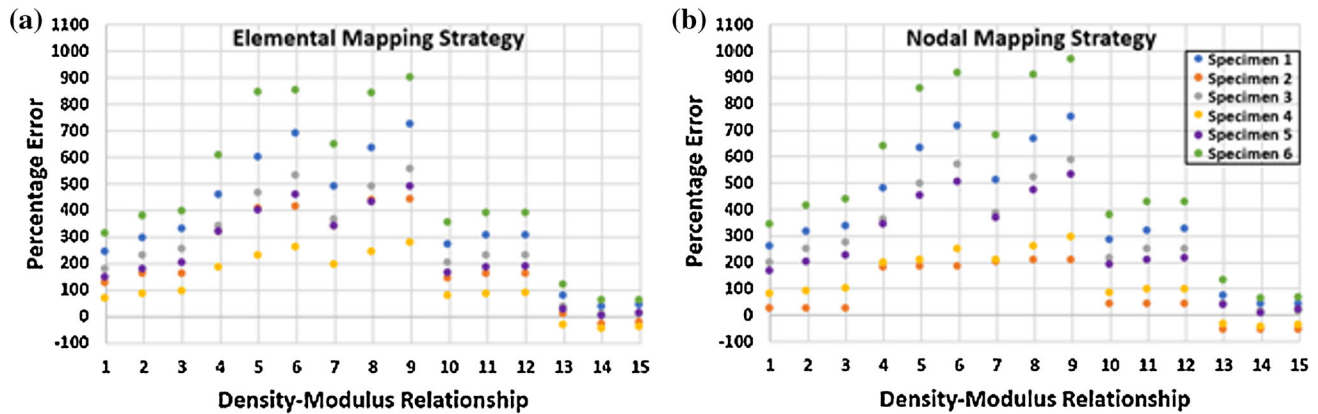 (a)
Elemental Mapping Strategy
Percentage Error
1100
1000
900
800
700
600
500
400
300
200
100
0
-100
1 2 3 4 5 6 7 8 9 10 11 12 13 14 15
Density-Modulus Relationship
(b)
Nodal Mapping Strategy
Percentage Error
1100
1000
900
800
700
600
500
400
300
200
100
0
-100
1 2 3 4 5 6 7 8 9 10 11 12 13 14 15
Density-Modulus Relationship
Specimen 1
Specimen 2
Specimen 3
Specimen 4
Specimen 5
Specimen 6